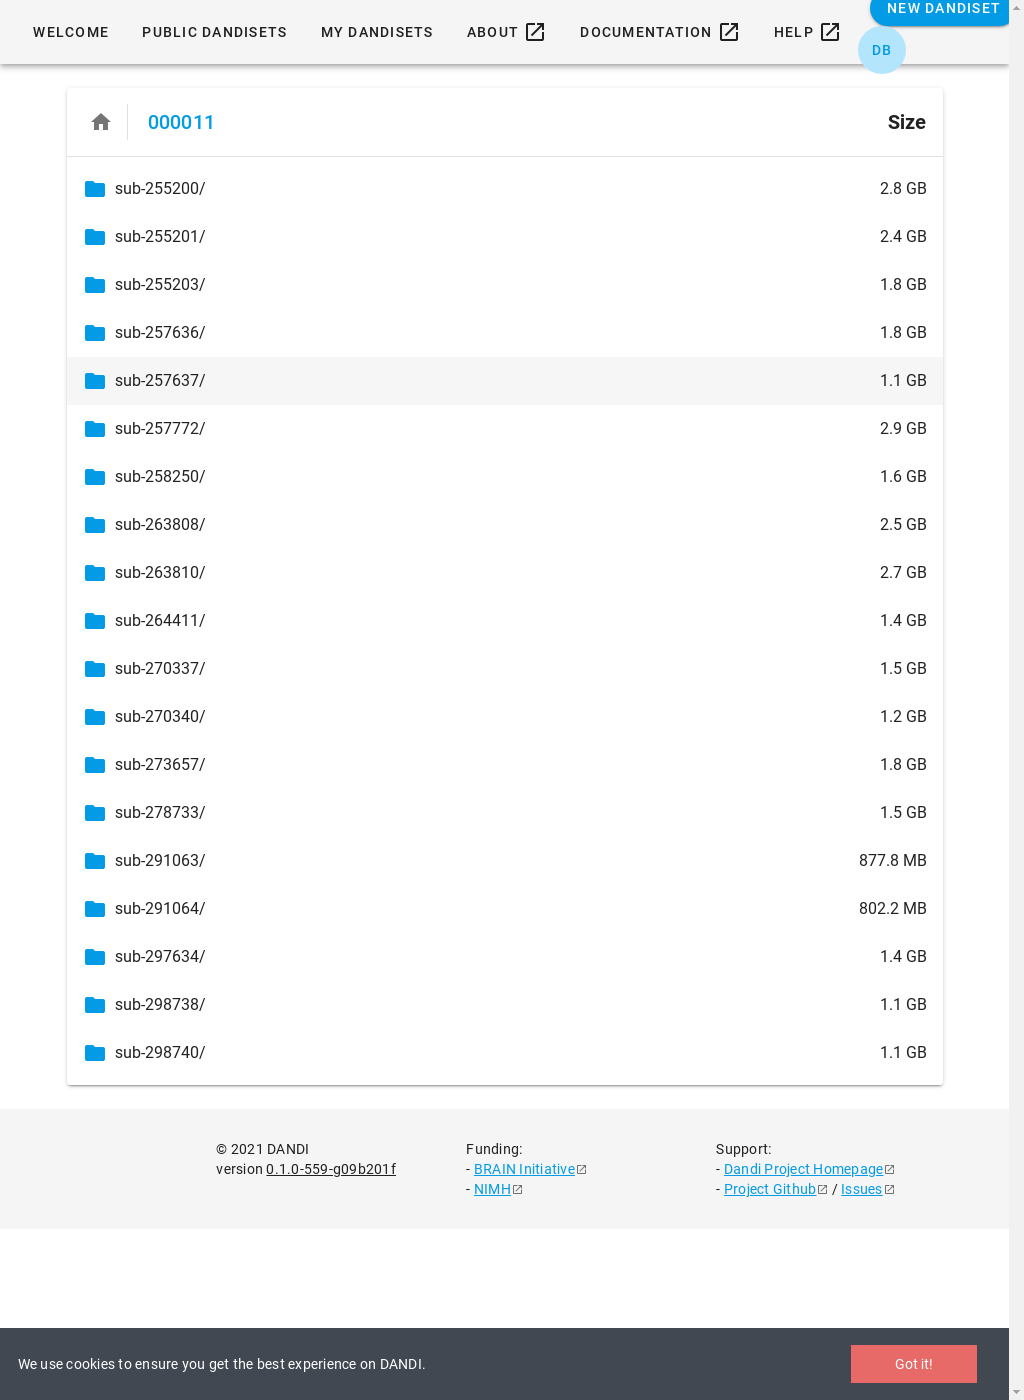 WELCOME PUBLIC DANDISETS MY DANDISETS ABOUT DOCUMENTATION HELP NEW DANDISET
DB
000011 Size
sub-255200/ 2.8 GB
sub-255201/ 2.4 GB
sub-255203/ 1.8 GB
sub-257636/ 1.8 GB
sub-257637/ 1.1 GB
sub-257772/ 2.9 GB
sub-258250/ 1.6 GB
sub-263808/ 2.5 GB
sub-263810/ 2.7 GB
sub-264411/ 1.4 GB
sub-270337/ 1.5 GB
sub-270340/ 1.2 GB
sub-273657/ 1.8 GB
sub-278733/ 1.5 GB
sub-291063/ 877.8 MB
sub-291064/ 802.2 MB
sub-297634/ 1.4 GB
sub-298738/ 1.1 GB
sub-298740/ 1.1 GB
© 2021 DANDI
version 0.1.0-559-g09b201f
Funding:
- BRAIN Initiative
- NIMH
Support:
- Dandi Project Homepage
- Project Github / Issues
We use cookies to ensure you get the best experience on DANDI. Got it!